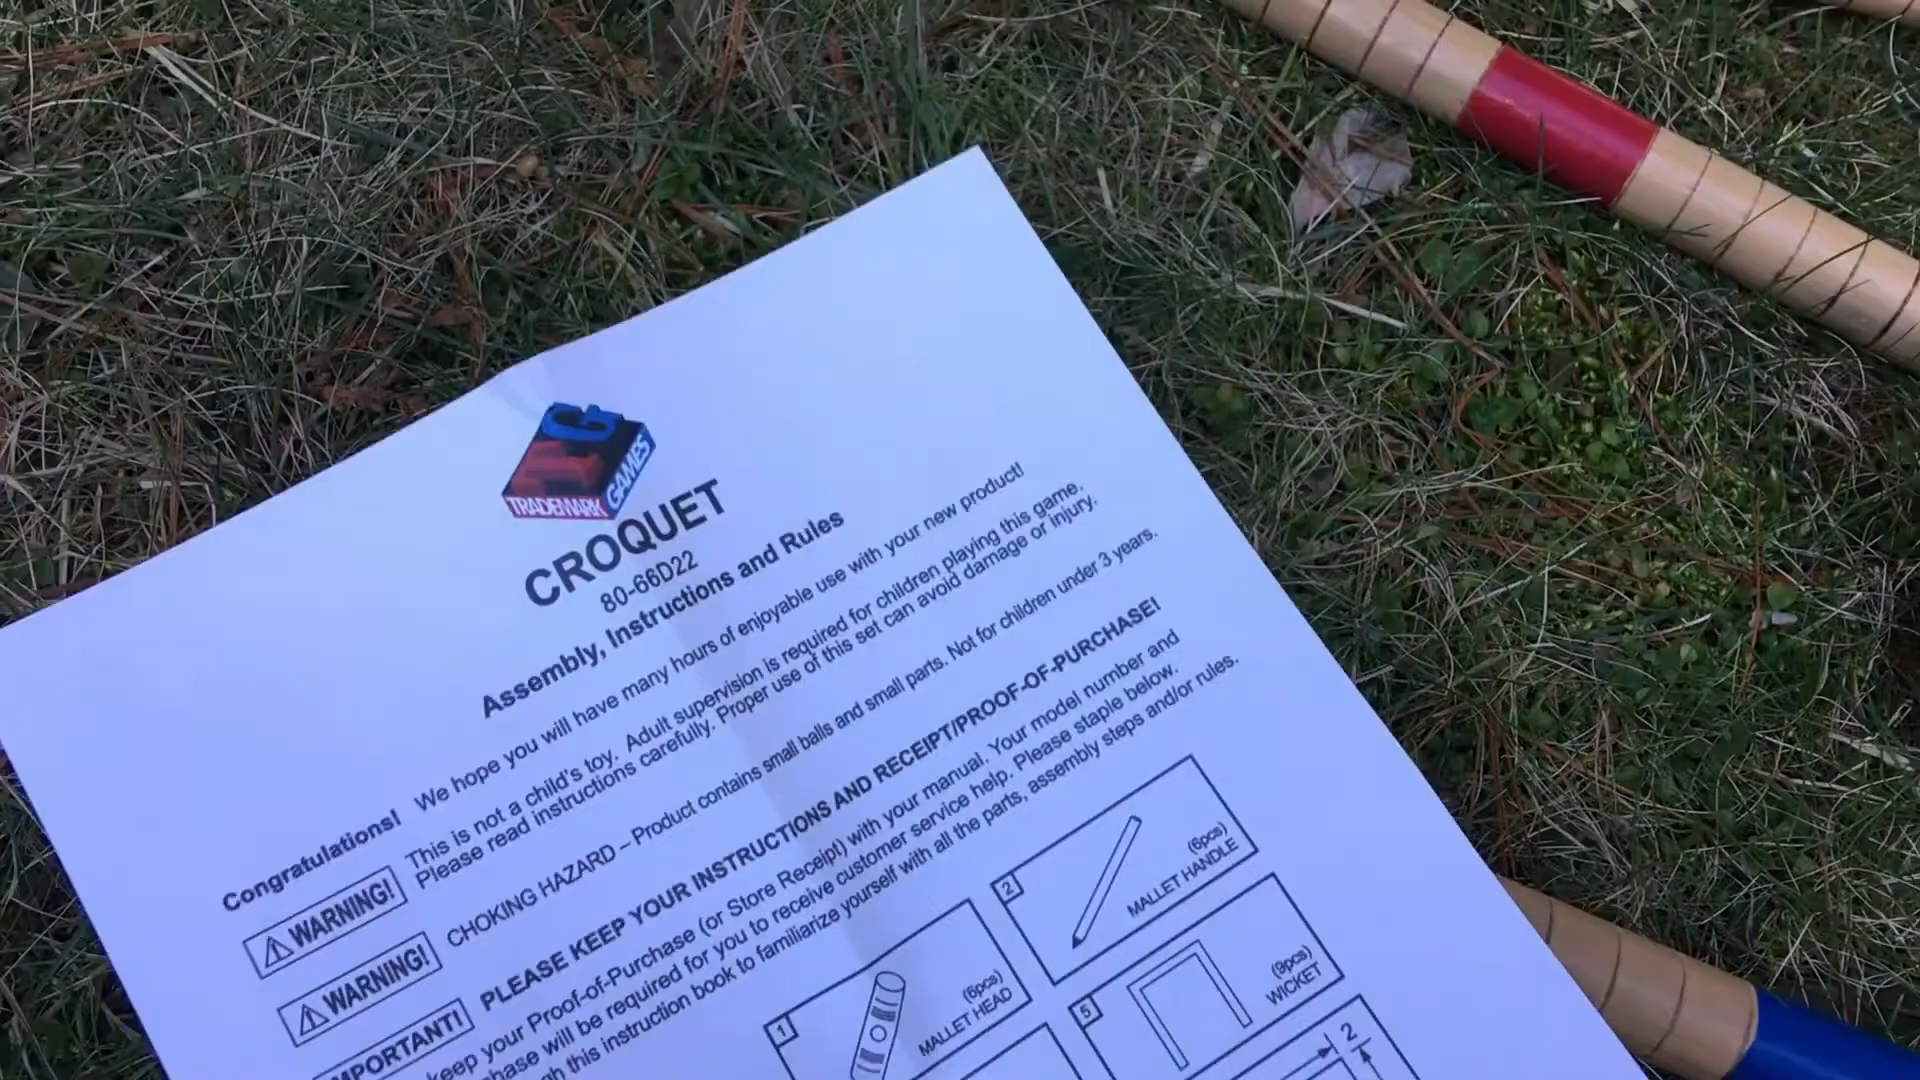 TRADEMARK GAMES
CROQUET
80-66D22
Assembly, Instructions and Rules
Congratulations! We hope you will have many hours of enjoyable use with your new product!
WARNING! This is not a child's toy. Adult supervision is required for children playing this game.
Please read instructions carefully. Proper use of this set can avoid damage or injury.
WARNING! CHOKING HAZARD – Product contains small balls and small parts. Not for children under 3 years.
IMPORTANT! PLEASE KEEP YOUR INSTRUCTIONS AND RECEIPT/PROOF-OF-PURCHASE!
keep your Proof-of-Purchase (or Store Receipt) with your manual. Your model number and
will be required for you to receive customer service help. Please staple below.
this instruction book to familiarize yourself with all the parts, assembly steps and/or rules.
1
(6pcs)
MALLET HEAD
2
(6pcs)
MALLET HANDLE
5
(9pcs)
WICKET
2